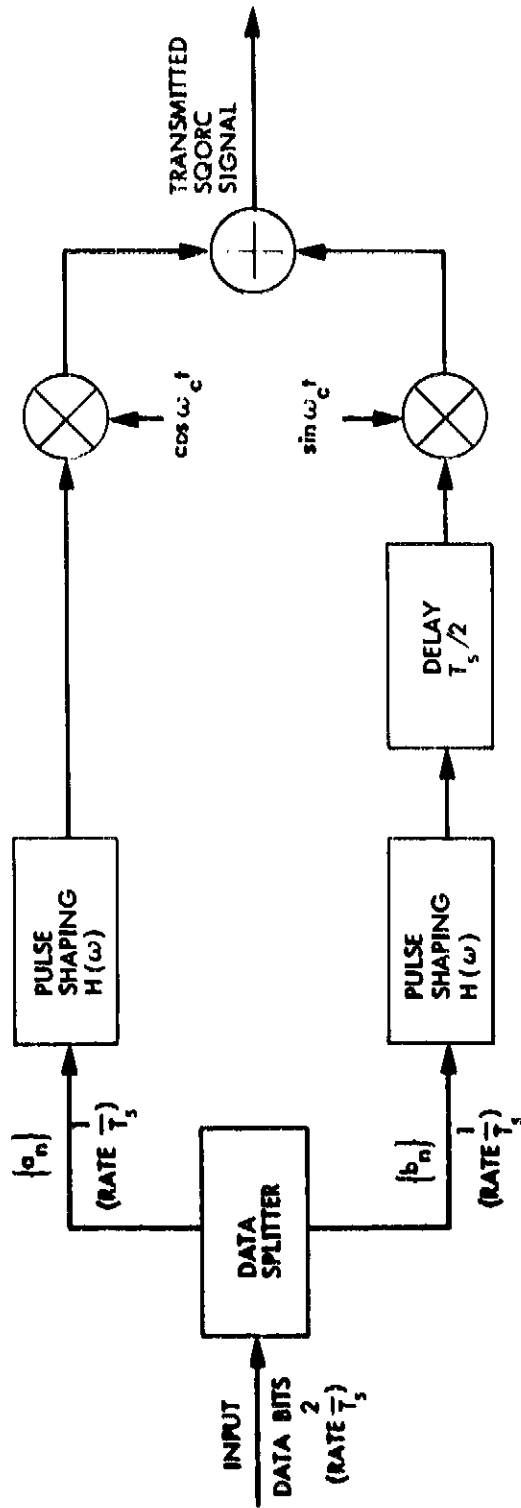 INPUT
DATA BITS
(RATE 2/T_s)
DATA
SPLITTER
{a_n}
(RATE 1/T_s)
PULSE
SHAPING
H(ω)
cos ω_c t
{b_n}
(RATE 1/T_s)
PULSE
SHAPING
H(ω)
DELAY
T_s/2
sin ω_c t
+
TRANSMITTED
SQORC
SIGNAL